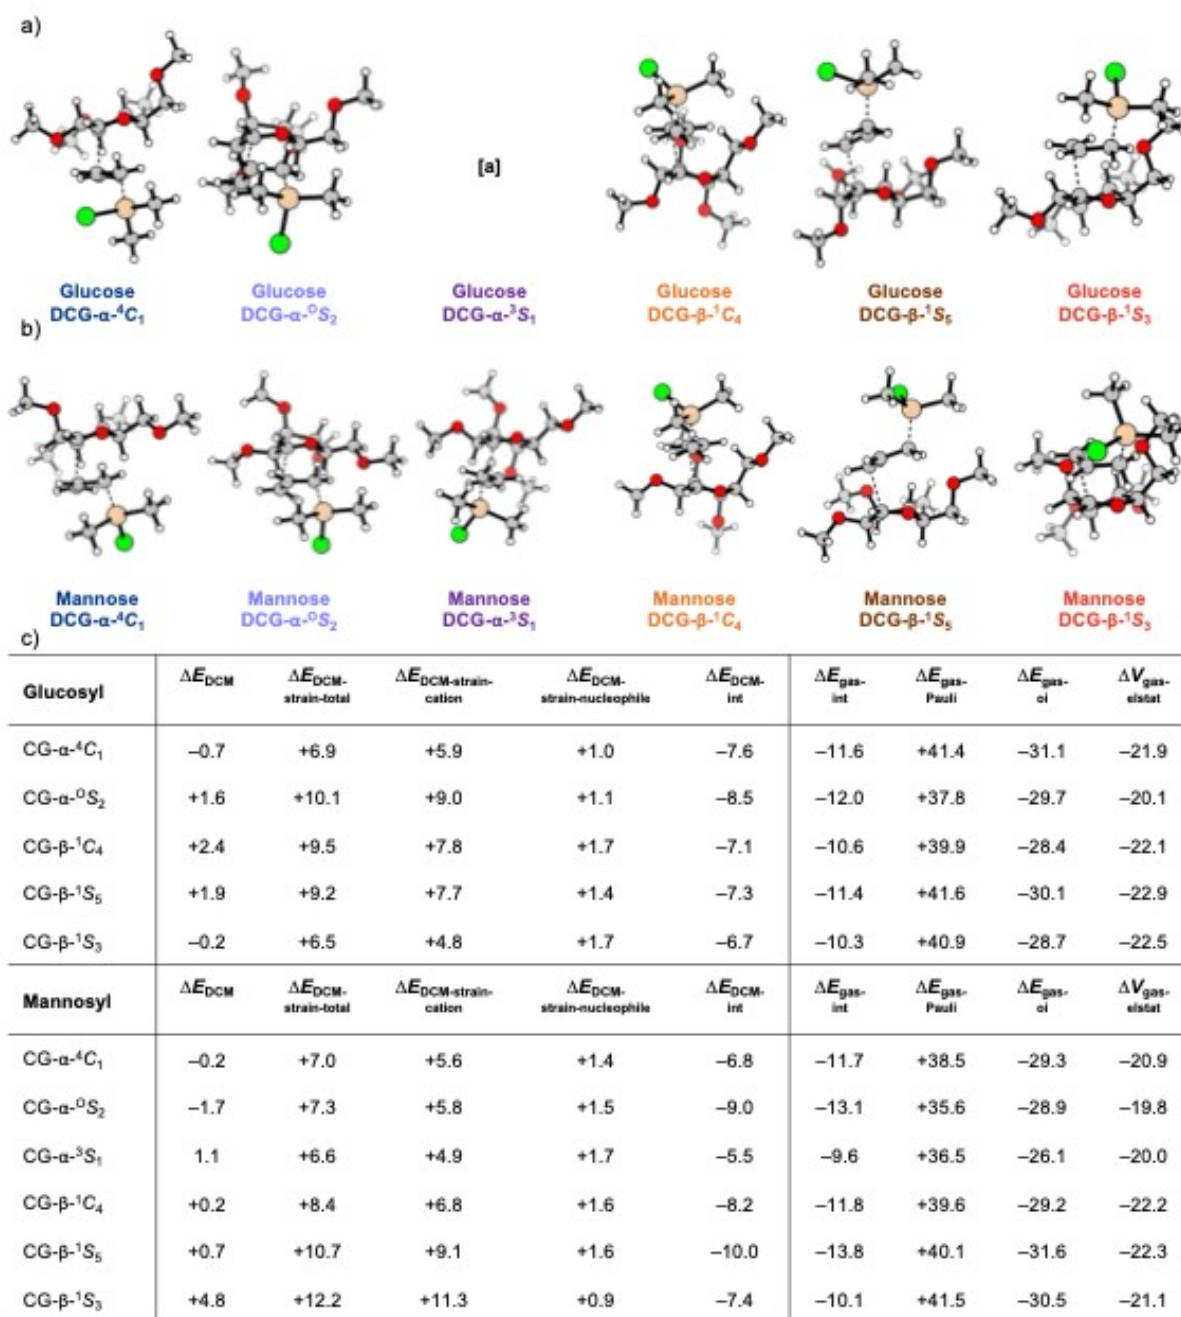 a)
[a]
Glucose Glucose Glucose Glucose Glucose Glucose
DCG-α-⁴C₁ DCG-α-ᴼS₂ DCG-α-³S₁ DCG-β-¹C₄ DCG-β-¹S₅ DCG-β-¹S₃
b)
Mannose Mannose Mannose Mannose Mannose Mannose
DCG-α-⁴C₁ DCG-α-ᴼS₂ DCG-α-³S₁ DCG-β-¹C₄ DCG-β-¹S₅ DCG-β-¹S₃
c)
Glucosyl ΔE_DCM ΔE_DCM-strain-total ΔE_DCM-strain-cation ΔE_DCM-strain-nucleophile ΔE_DCM-int ΔE_gas-int ΔE_gas-Pauli ΔE_gas-oi ΔV_gas-elstat
CG-α-⁴C₁ –0.7 +6.9 +5.9 +1.0 –7.6 –11.6 +41.4 –31.1 –21.9
CG-α-ᴼS₂ +1.6 +10.1 +9.0 +1.1 –8.5 –12.0 +37.8 –29.7 –20.1
CG-β-¹C₄ +2.4 +9.5 +7.8 +1.7 –7.1 –10.6 +39.9 –28.4 –22.1
CG-β-¹S₅ +1.9 +9.2 +7.7 +1.4 –7.3 –11.4 +41.6 –30.1 –22.9
CG-β-¹S₃ –0.2 +6.5 +4.8 +1.7 –6.7 –10.3 +40.9 –28.7 –22.5
Mannosyl ΔE_DCM ΔE_DCM-strain-total ΔE_DCM-strain-cation ΔE_DCM-strain-nucleophile ΔE_DCM-int ΔE_gas-int ΔE_gas-Pauli ΔE_gas-oi ΔV_gas-elstat
CG-α-⁴C₁ –0.2 +7.0 +5.6 +1.4 –6.8 –11.7 +38.5 –29.3 –20.9
CG-α-ᴼS₂ –1.7 +7.3 +5.8 +1.5 –9.0 –13.1 +35.6 –28.9 –19.8
CG-α-³S₁ 1.1 +6.6 +4.9 +1.7 –5.5 –9.6 +36.5 –26.1 –20.0
CG-β-¹C₄ +0.2 +8.4 +6.8 +1.6 –8.2 –11.8 +39.6 –29.2 –22.2
CG-β-¹S₅ +0.7 +10.7 +9.1 +1.6 –10.0 –13.8 +40.1 –31.6 –22.3
CG-β-¹S₃ +4.8 +12.2 +11.3 +0.9 –7.4 –10.1 +41.5 –30.5 –21.1